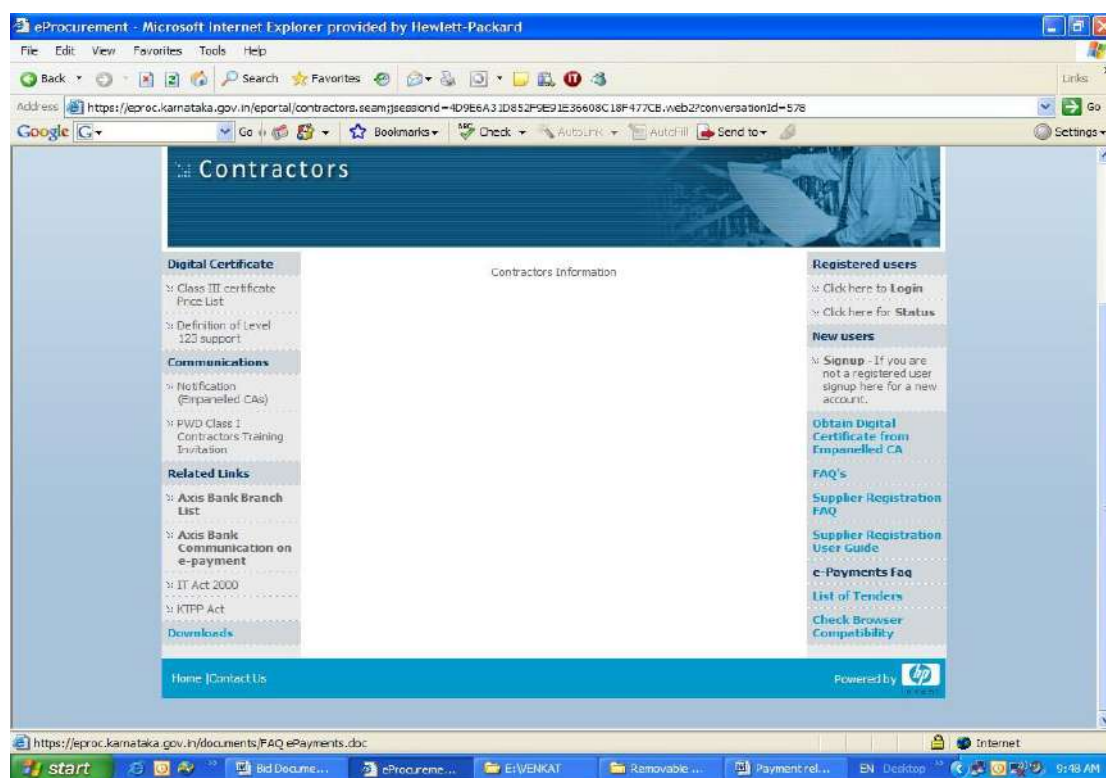 eProcurement - Microsoft Internet Explorer provided by Hewlett-Packard
File Edit View Favorites Tools Help
Back Search Favorites
Links
Address https://eproc.karnataka.gov.in/eportal/contractors.seam;jsessionid=4D9E6A31D852F9E91E36608C18F477CB.web2?conversationId=578
Go
Google G Go Bookmarks Check AutoLink AutoFill Send to Settings
Contractors
Digital Certificate
Class III certificate
Price List
Definition of Level
123 support
Communications
Notification
(Empaneled CAs)
PWD Class I
Contractors Training
Invitation
Related Links
Axis Bank Branch
List
Axis Bank
Communication on
e-payment
IT Act 2000
KTPP Act
Downloads
Contractors Information
Registered users
Click here to Login
Click here for Status
New users
Signup - If you are
not a registered user
signup here for a new
account.
Obtain Digital
Certificate from
Empanelled CA
FAQ's
Supplier Registration
FAQ
Supplier Registration
User Guide
e-Payments Faq
List of Tenders
Check Browser
Compatibility
Home |Contact Us
Powered by hp
https://eproc.karnataka.gov.in/documents/FAQ ePayments.doc
Internet
start Bid Docume... eProcureme... E:\VENKAT Removable ... Payment rel... EN Desktop 9:48 AM